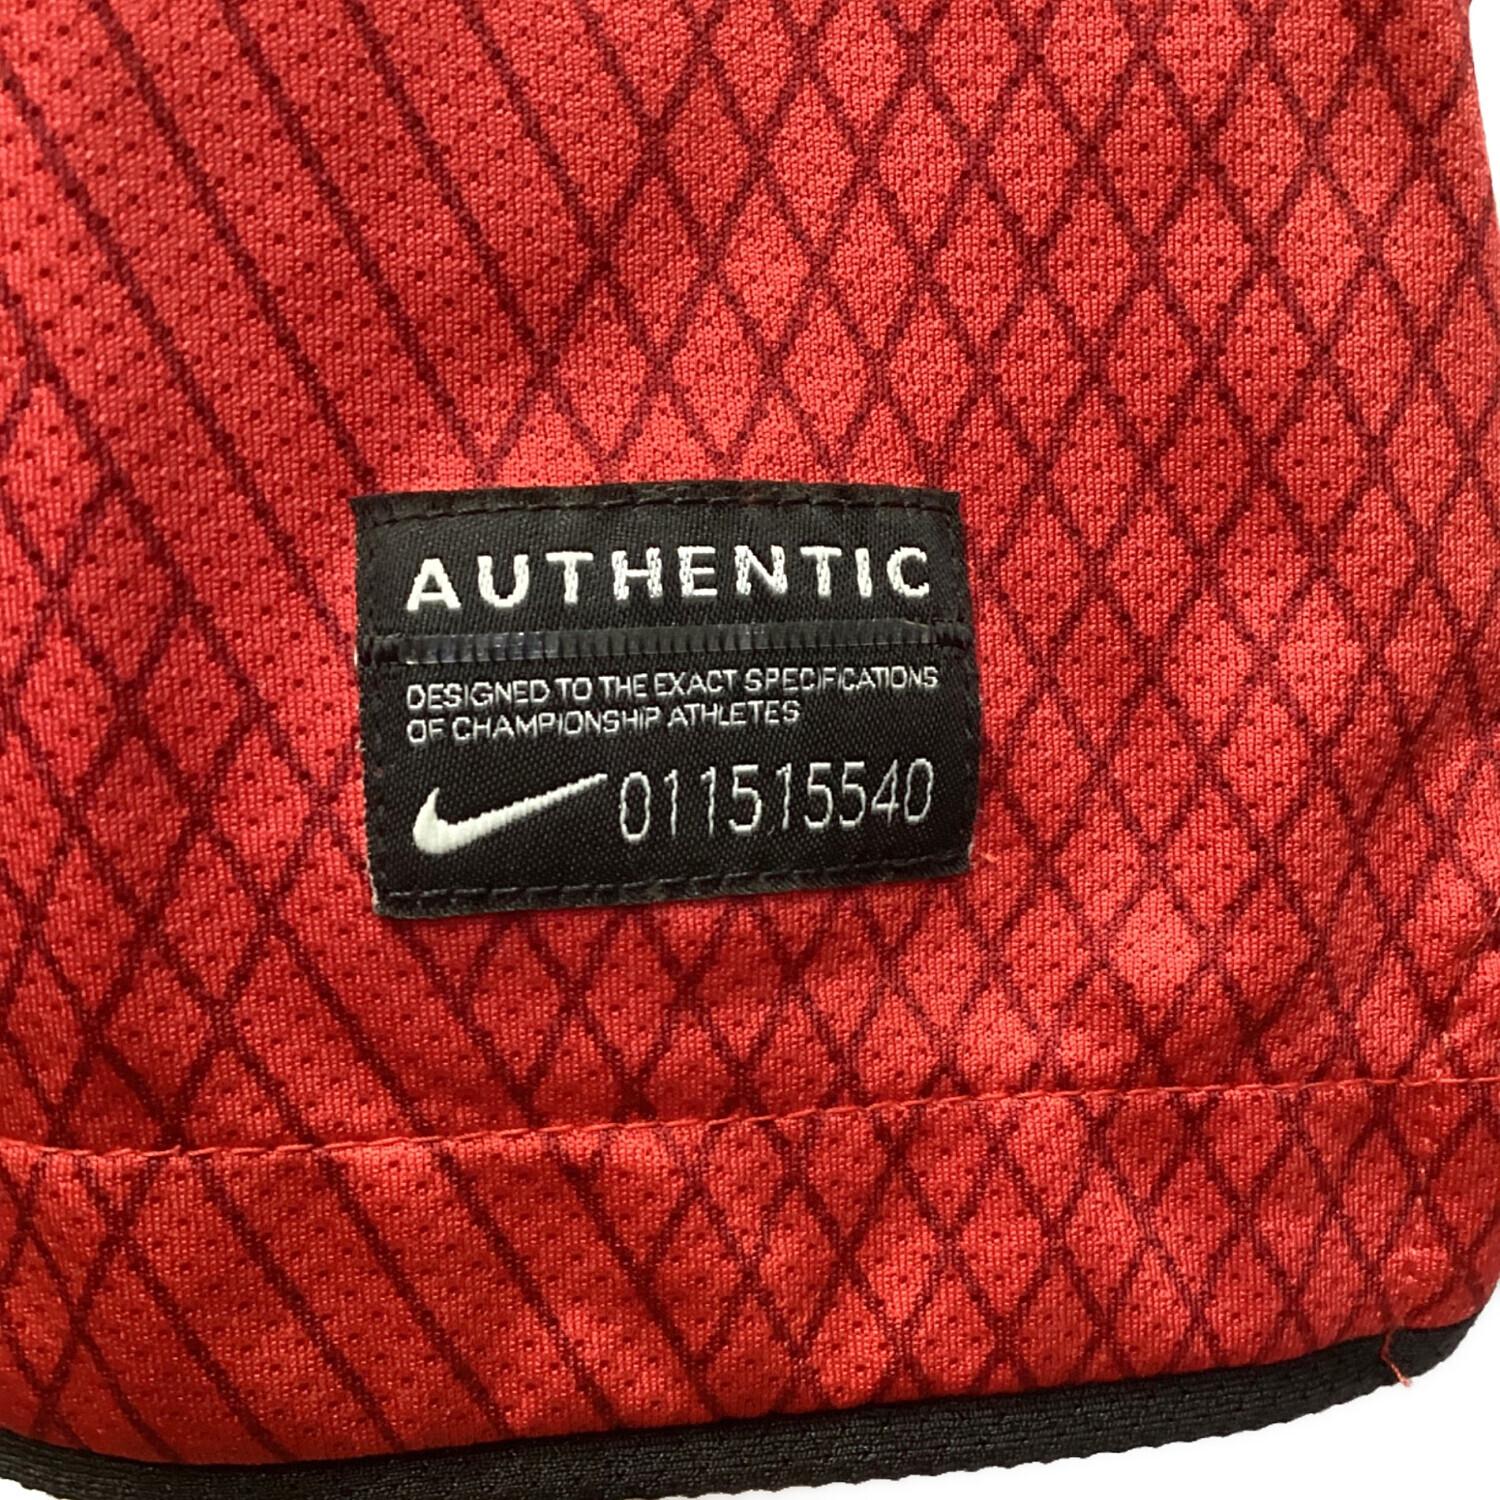 AUTHENTIC
DESIGNED TO THE EXACT SPECIFICATIONS
OF CHAMPIONSHIP ATHLETES
011515540